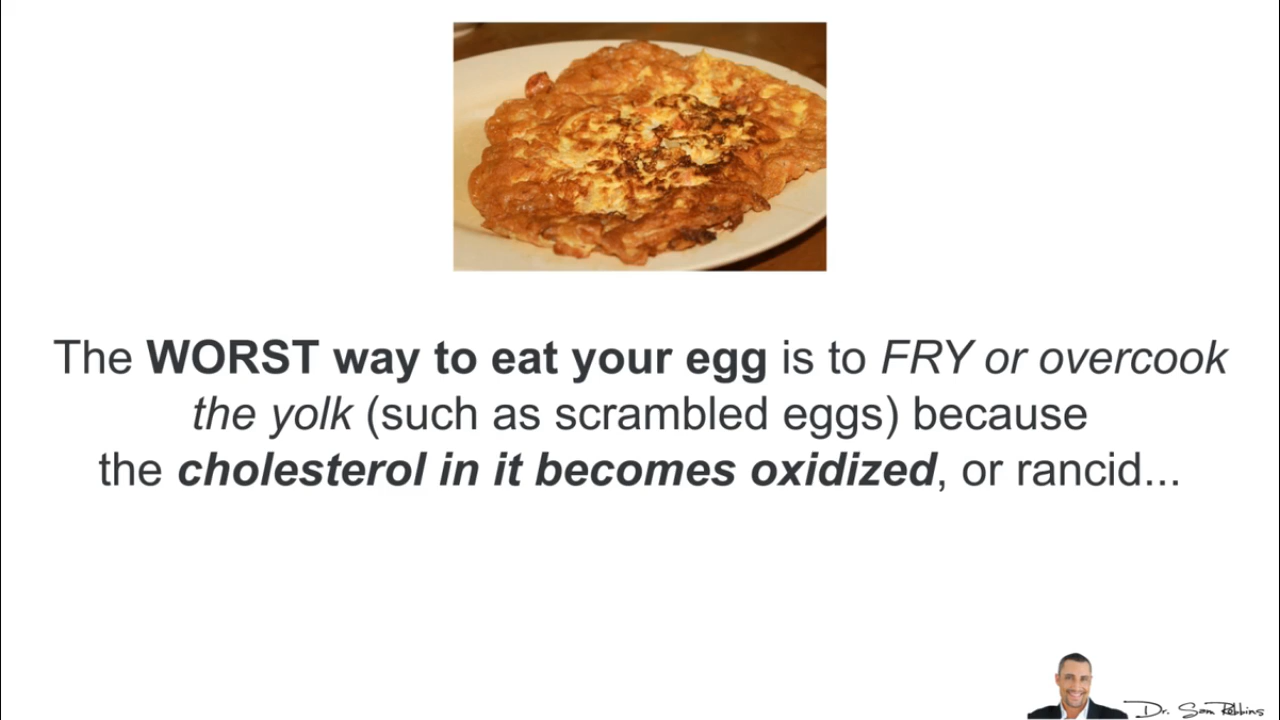 The WORST way to eat your egg is to FRY or overcook
the yolk (such as scrambled eggs) because
the cholesterol in it becomes oxidized, or rancid...
Dr. Sam Robbins